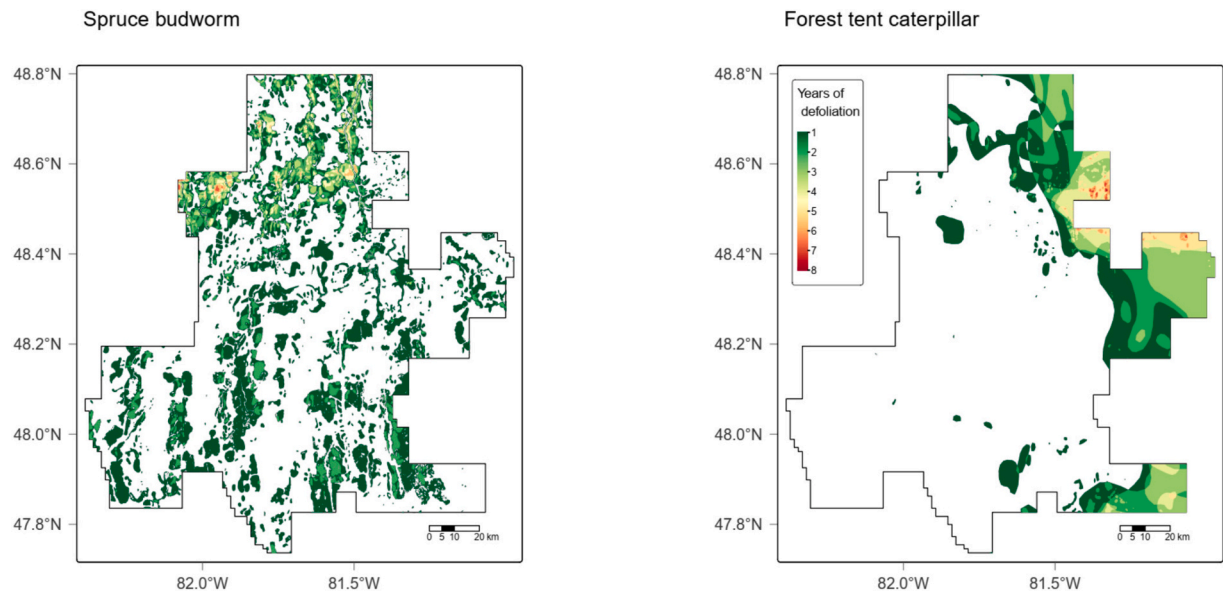 Spruce budworm
Forest tent caterpillar
48.8°N
48.6°N
48.4°N
48.2°N
48.0°N
47.8°N
82.0°W 81.5°W
0 5 10 20 km
48.8°N
48.6°N
48.4°N
48.2°N
48.0°N
47.8°N
82.0°W 81.5°W
Years of
defoliation
1
2
3
4
5
6
7
8
0 5 10 20 km